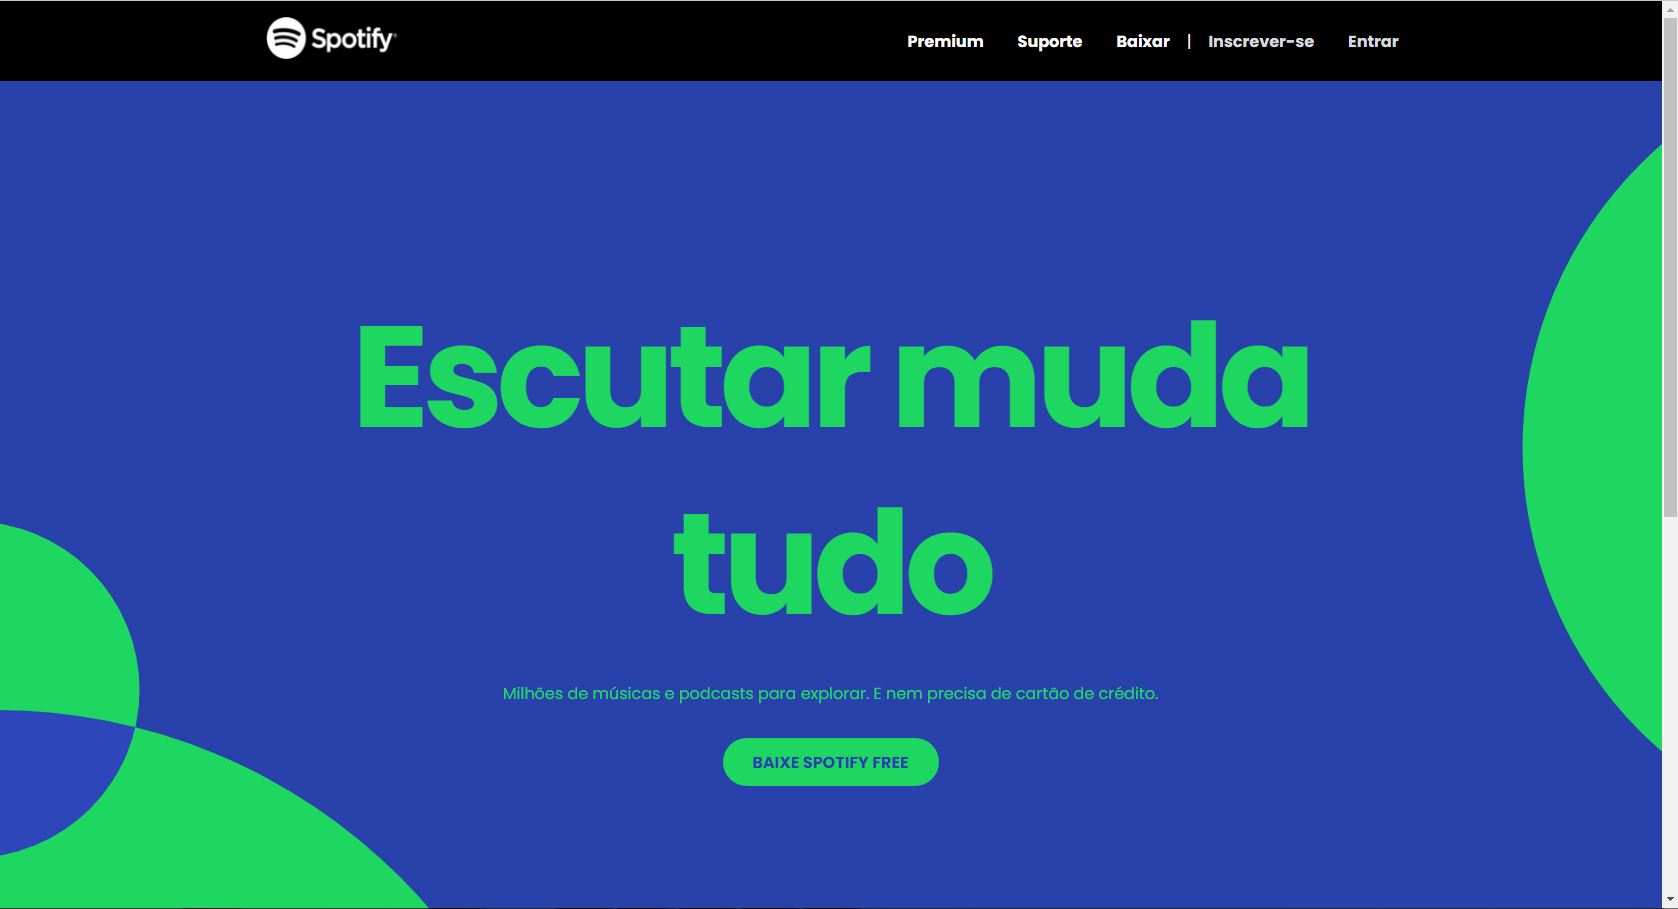 Spotify®
Premium Suporte Baixar | Inscrever-se Entrar
Escutar muda
tudo
Milhões de músicas e podcasts para explorar. E nem precisa de cartão de crédito.
BAIXE SPOTIFY FREE